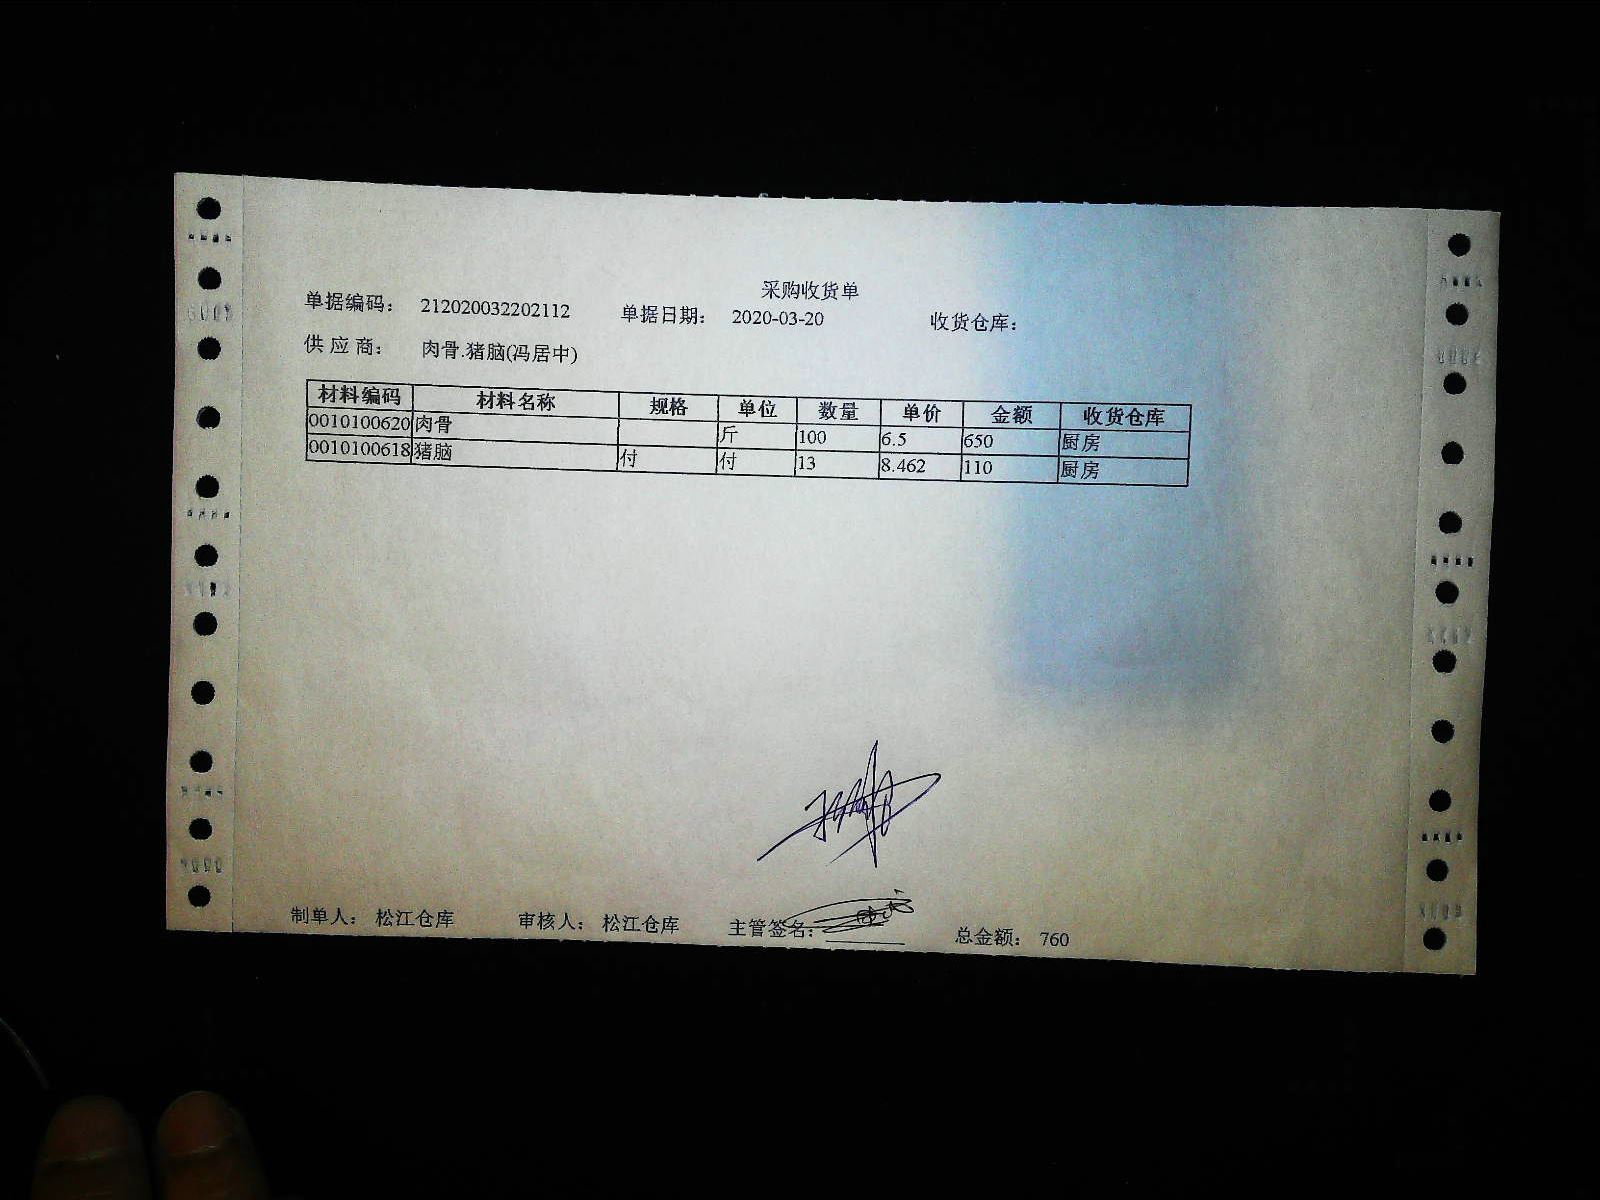 采购收货单
单据编码： 212020032202112 单据日期： 2020-03-20 收货仓库：
供 应 商： 肉骨.猪脑(冯居中)
材料编码 材料名称 规格 单位 数量 单价 金额 收货仓库
0010100620 肉骨 斤 100 6.5 650 厨房
0010100618 猪脑 付 付 13 8.462 110 厨房
制单人： 松江仓库 审核人： 松江仓库 主管签名： 总金额： 760